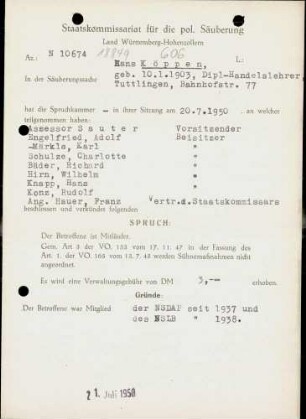 Staatskommissariat für die pol. Säuberung
Land Württemberg-Hohenzollern
Az.: N 10674 18849 606 L:
Hans Köppen,
geb. 10.1.1903, Dipl-Handelslehrer,
In der Säuberungssache Tuttlingen, Bahnhofstr. 77
hat die Spruchkammer – in ihrer Sitzung am 20.7.1950 , an welcher
teilgenommen haben:
Assessor Sauter Vorsitzender
Engelfried, Adolf Beisitzer
Märkle, Karl "
Schulze, Charlotte "
Bäder, Richard "
Hirn, Wilhelm "
Knapp, Hans "
Konz, Rudolf "
Ang. Hauer, Franz Vertr.d.Staatskommissars
beschlossen und verkündet folgenden
SPRUCH:
Der Betroffene ist Mitläufer.
Gem. Art 3 der VO. 133 vom 17. 11. 47 in der Fassung des
Art. 1 der VO. 165 vom 13. 7. 48 werden Sühnemaßnahmen nicht
angeordnet.
Es wird eine Verwaltungsgebühr von DM 3,-- erhoben.
Gründe:
Der Betroffene war Mitglied der NSDAP seit 1937 und
des NSLB " 1938.
21. Juli 1950